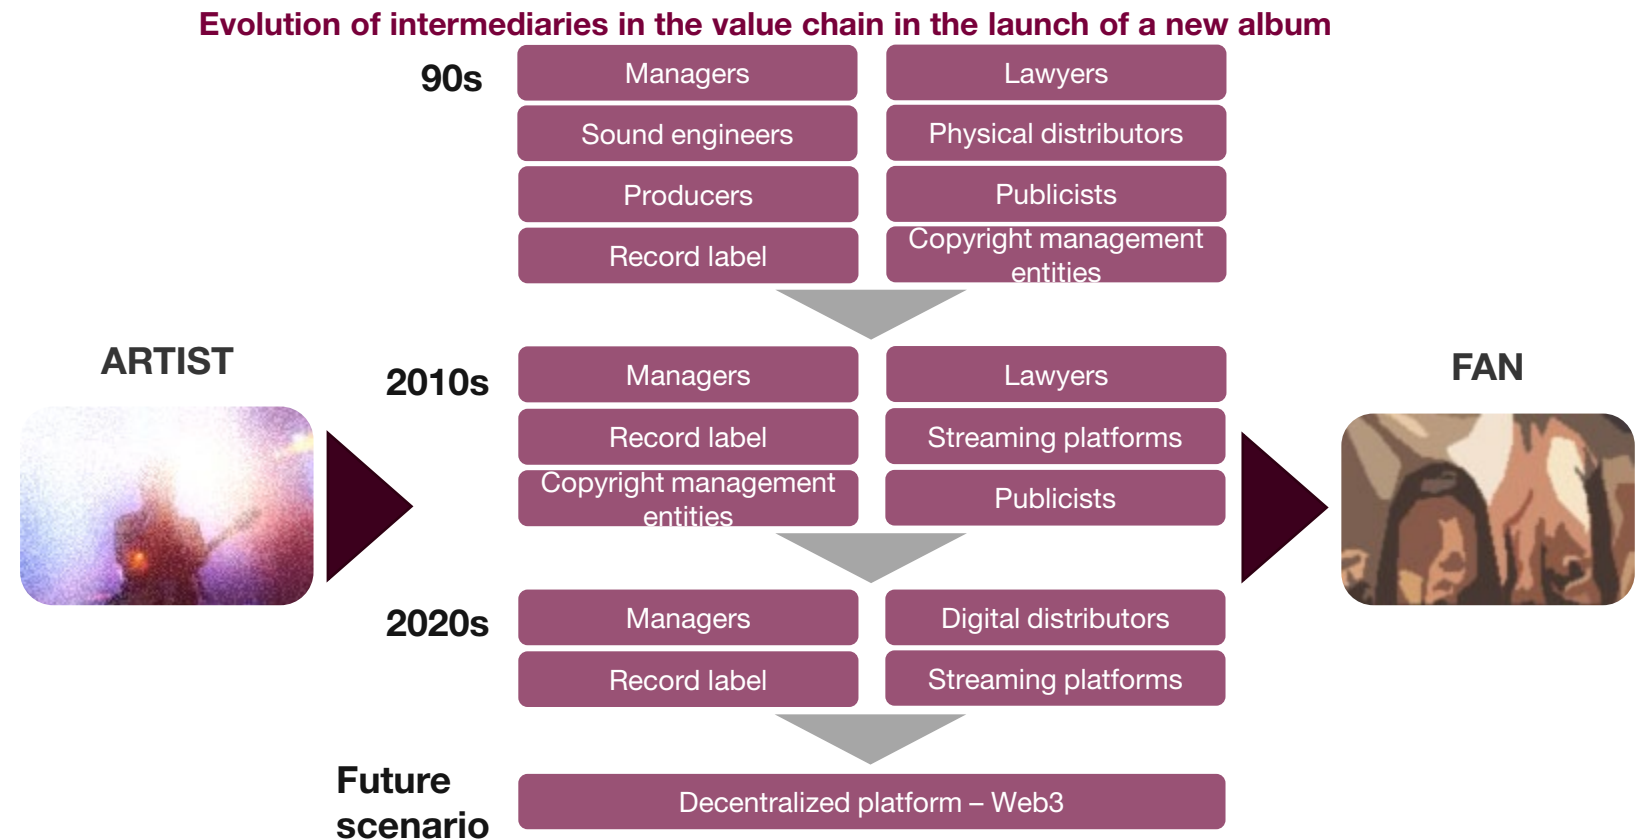 Evolution of intermediaries in the value chain in the launch of a new album
90s
Managers
Lawyers
Sound engineers
Physical distributors
Producers
Publicists
Record label
Copyright management
entities
ARTIST
FAN
2010s
Managers
Lawyers
Record label
Streaming platforms
Copyright management
entities
Publicists
2020s
Managers
Digital distributors
Record label
Streaming platforms
Future
scenario
Decentralized platform – Web3